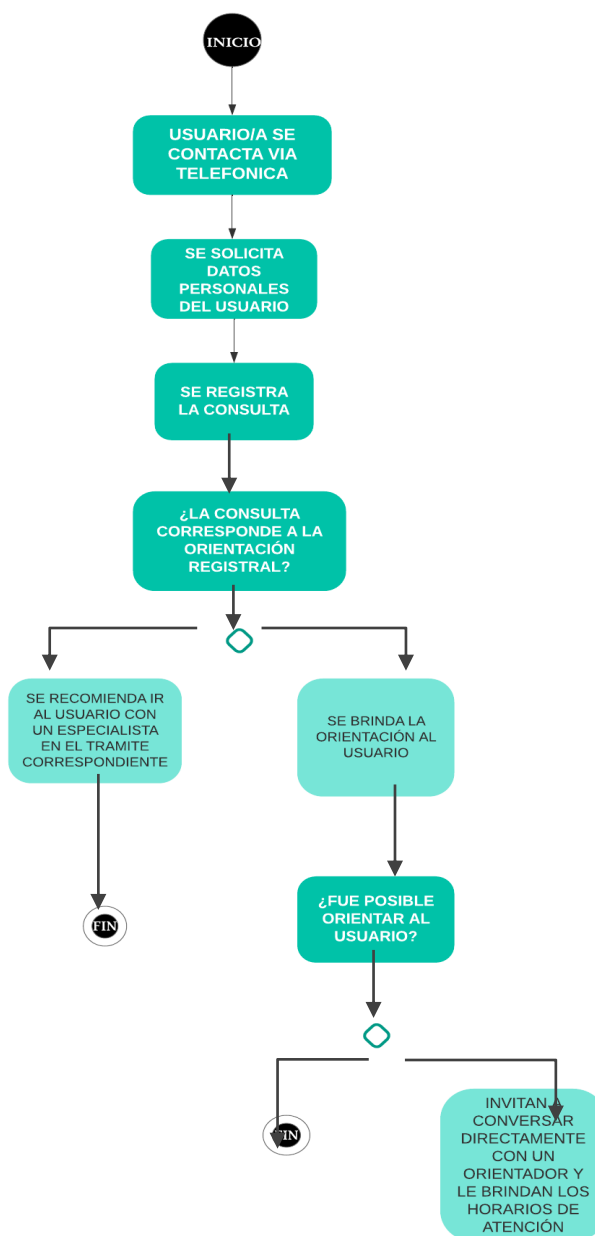 INICIO
USUARIO/A SE
CONTACTA VIA
TELEFONICA
SE SOLICITA
DATOS
PERSONALES
DEL USUARIO
SE REGISTRA
LA CONSULTA
¿LA CONSULTA
CORRESPONDE A LA
ORIENTACIÓN
REGISTRAL?
SE RECOMIENDA IR
AL USUARIO CON
UN ESPECIALISTA
EN EL TRAMITE
CORRESPONDIENTE
SE BRINDA LA
ORIENTACIÓN AL
USUARIO
¿FUE POSIBLE
ORIENTAR AL
USUARIO?
FIN
FIN
INVITAN A
CONVERSAR
DIRECTAMENTE
CON UN
ORIENTADOR Y
LE BRINDAN LOS
HORARIOS DE
ATENCIÓN